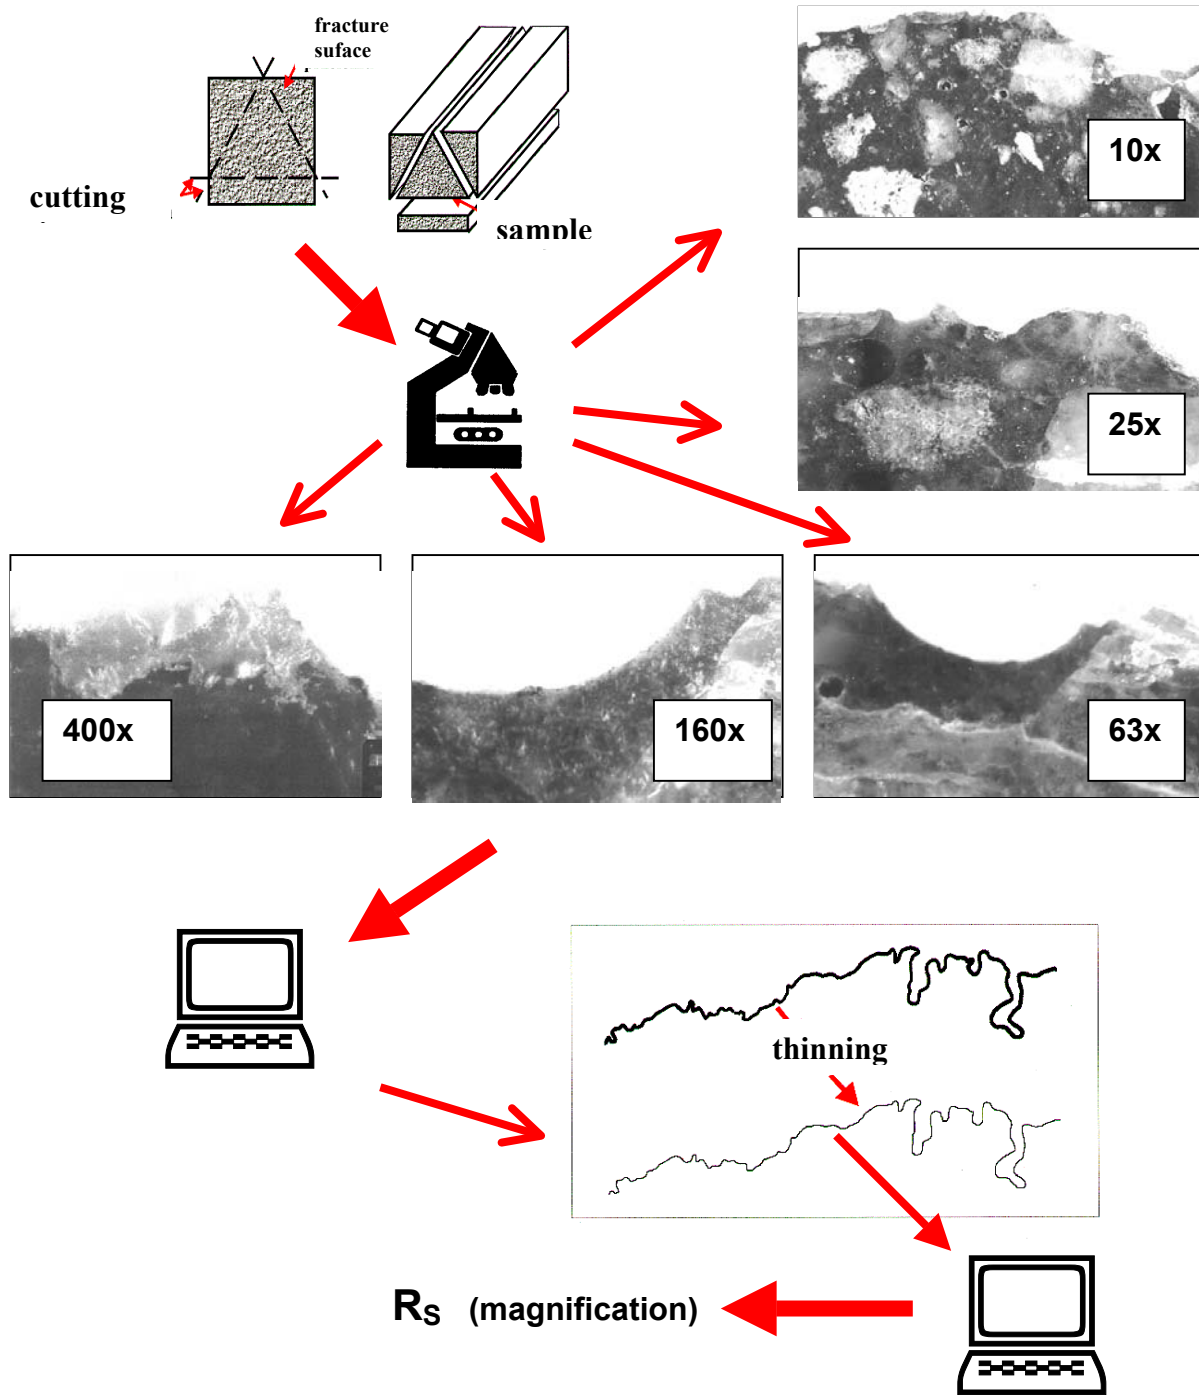 fracture
suface
cutting
sample
10x
25x
400x
160x
63x
thinning
RS (magnification)